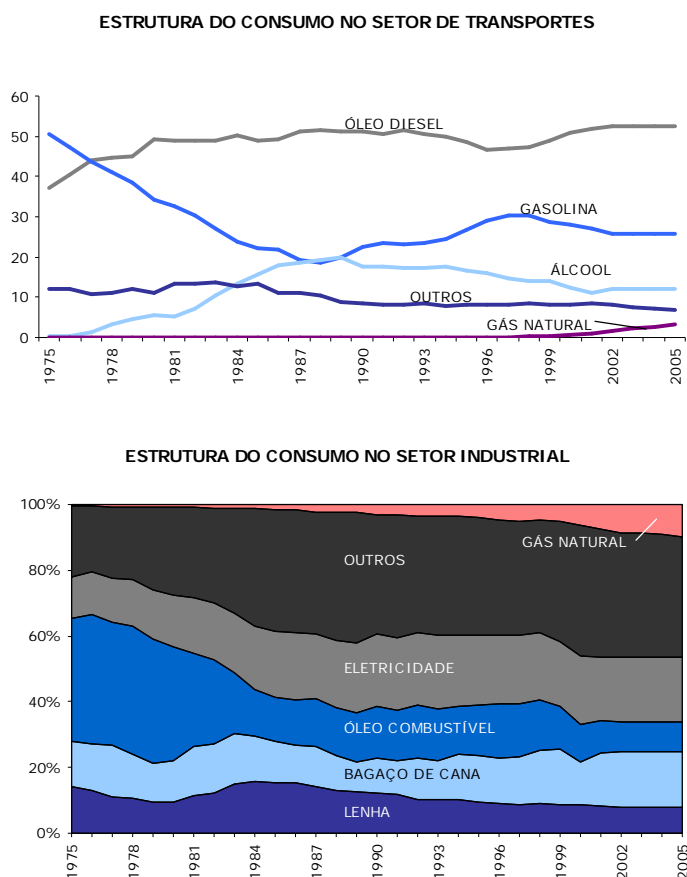 ESTRUTURA DO CONSUMO NO SETOR DE TRANSPORTES
60
50
40
30
20
10
0
ÓLEO DIESEL
GASOLINA
ÁLCOOL
OUTROS
GÁS NATURAL
1975 1978 1981 1984 1987 1990 1993 1996 1999 2002 2005
ESTRUTURA DO CONSUMO NO SETOR INDUSTRIAL
100%
80%
60%
40%
20%
0%
GÁS NATURAL
OUTROS
ELETRICIDADE
ÓLEO COMBUSTÍVEL
BAGAÇO DE CANA
LENHA
1975 1978 1981 1984 1987 1990 1993 1996 1999 2002 2005